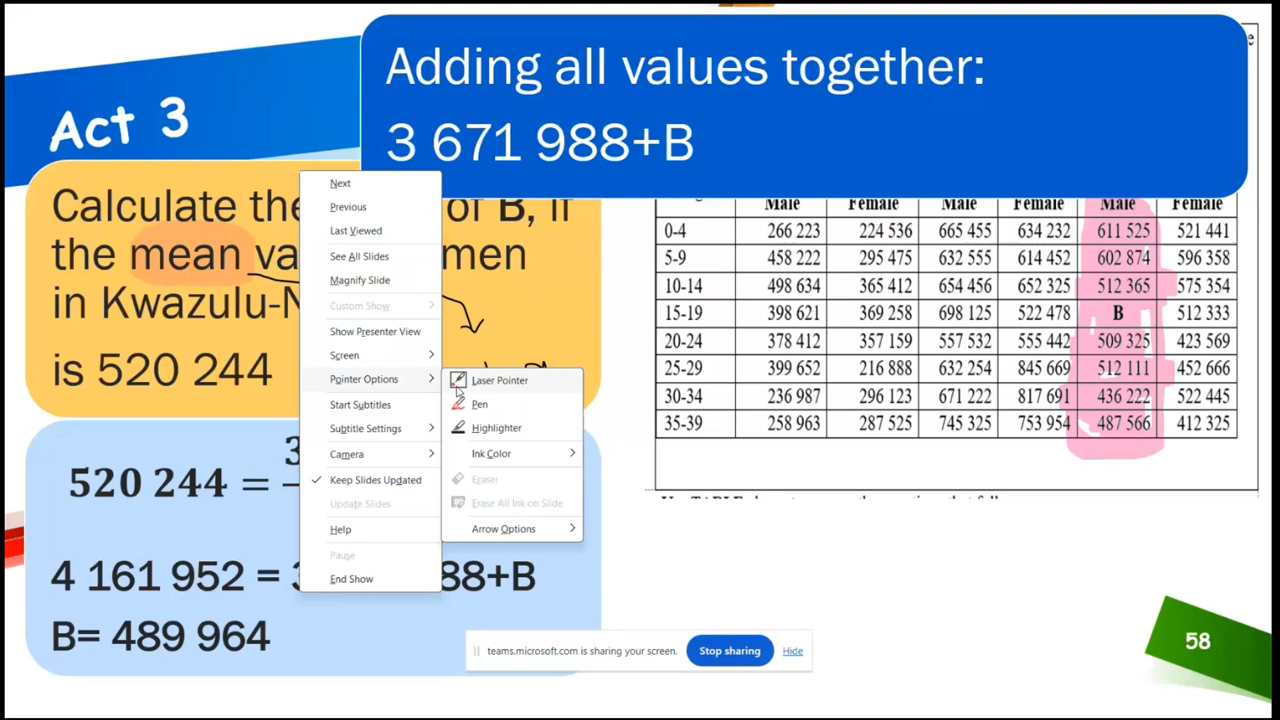 Adding all values together:
3 671 988+B
Act 3
Calculate the of B, if
the mean men
in Kwazulu-
is 520 244
520 244 =
4 161 952 = 88+B
B= 489 964
Next
Previous
Last Viewed
See All Slides
Magnify Slide
Custom Show
Show Presenter View
Screen
Pointer Options
Start Subtitles
Subtitle Settings
Camera
Keep Slides Updated
Update Slides
Help
Pause
End Show
Laser Pointer
Pen
Highlighter
Ink Color
Eraser
Erase All Ink on Slide
Arrow Options
Male Female Male Female Male Female
0-4 266 223 224 536 665 455 634 232 611 525 521 441
5-9 458 222 295 475 632 555 614 452 602 874 596 358
10-14 498 634 365 412 654 456 652 325 512 365 575 354
15-19 398 621 369 258 698 125 522 478 B 512 333
20-24 378 412 357 159 557 532 555 442 509 325 423 569
25-29 399 652 216 888 632 254 845 669 512 111 452 666
30-34 236 987 296 123 671 222 817 691 436 222 522 445
35-39 258 963 287 525 745 325 753 954 487 566 412 325
teams.microsoft.com is sharing your screen.
Stop sharing
Hide
58